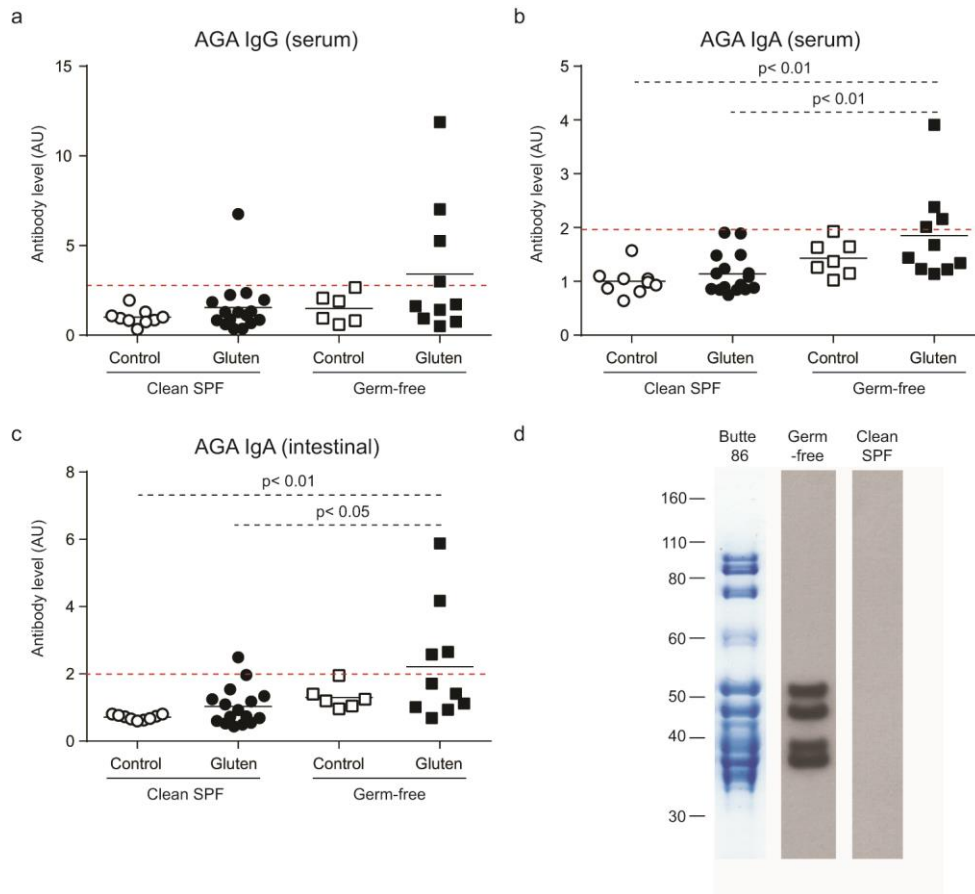 a
AGA IgG (serum)
Antibody level (AU)
15
10
5
0
Control Gluten Control Gluten
Clean SPF Germ-free
b
AGA IgA (serum)
Antibody level (AU)
5
4
3
2
1
0
p< 0.01
p< 0.01
Control Gluten Control Gluten
Clean SPF Germ-free
c
AGA IgA (intestinal)
Antibody level (AU)
8
6
4
2
0
p< 0.01
p< 0.05
Control Gluten Control Gluten
Clean SPF Germ-free
d
Butte Germ Clean
86 -free SPF
160
110
80
60
50
40
30